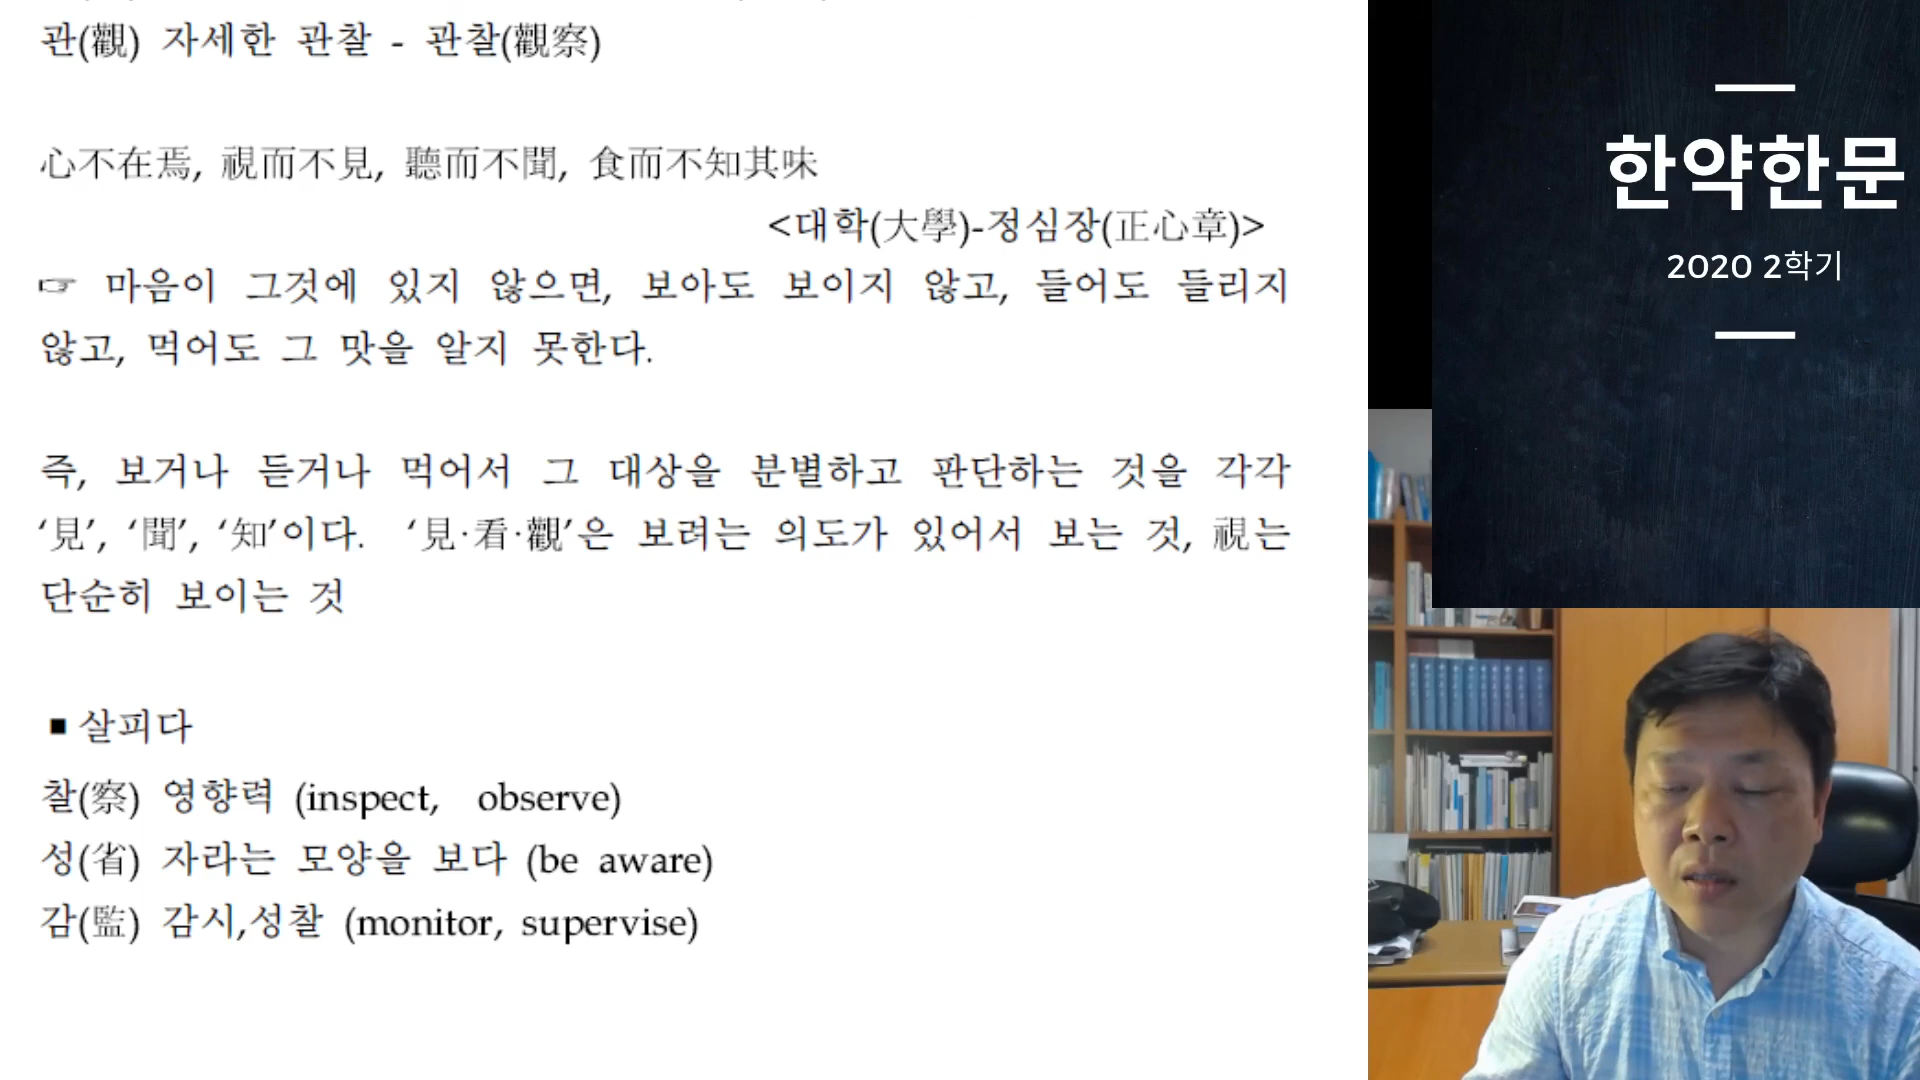 관(觀) 자세한 관찰 - 관찰(觀察)
心不在焉, 視而不見, 聽而不聞, 食而不知其味
<대학(大學)-정심장(正心章)>
☞ 마음이 그것에 있지 않으면, 보아도 보이지 않고, 들어도 들리지
않고, 먹어도 그 맛을 알지 못한다.
즉, 보거나 듣거나 먹어서 그 대상을 분별하고 판단하는 것을 각각
‘見’, ‘聞’, ‘知’이다. ‘見·看·觀’은 보려는 의도가 있어서 보는 것, 視는
단순히 보이는 것
■ 살피다
찰(察) 영향력 (inspect, observe)
성(省) 자라는 모양을 보다 (be aware)
감(監) 감시,성찰 (monitor, supervise)
한약한문
2020 2학기